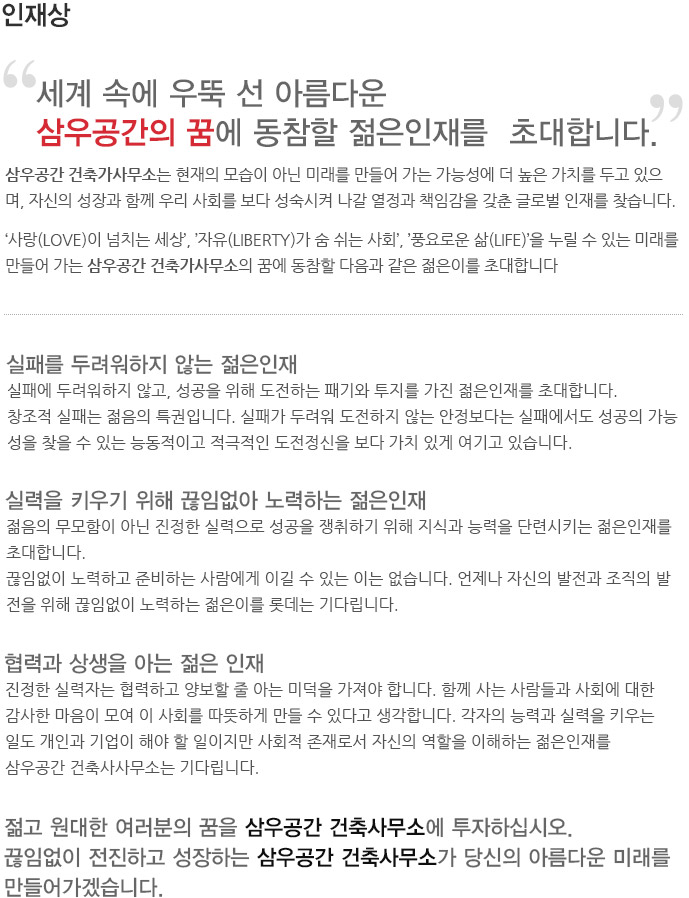 인재상
“세계 속에 우뚝 선 아름다운
삼우공간의 꿈에 동참할 젊은인재를 초대합니다.”
삼우공간 건축가사무소는 현재의 모습이 아닌 미래를 만들어 가는 가능성에 더 높은 가치를 두고 있으
며, 자신의 성장과 함께 우리 사회를 보다 성숙시켜 나갈 열정과 책임감을 갖춘 글로벌 인재를 찾습니다.
‘사랑(LOVE)이 넘치는 세상’, ’자유(LIBERTY)가 숨 쉬는 사회’, ’풍요로운 삶(LIFE)’을 누릴 수 있는 미래를
만들어 가는 삼우공간 건축가사무소의 꿈에 동참할 다음과 같은 젊은이를 초대합니다
실패를 두려워하지 않는 젊은인재
실패에 두려워하지 않고, 성공을 위해 도전하는 패기와 투지를 가진 젊은인재를 초대합니다.
창조적 실패는 젊음의 특권입니다. 실패가 두려워 도전하지 않는 안정보다는 실패에서도 성공의 가능
성을 찾을 수 있는 능동적이고 적극적인 도전정신을 보다 가치 있게 여기고 있습니다.
실력을 키우기 위해 끊임없아 노력하는 젊은인재
젊음의 무모함이 아닌 진정한 실력으로 성공을 쟁취하기 위해 지식과 능력을 단련시키는 젊은인재를
초대합니다.
끊임없이 노력하고 준비하는 사람에게 이길 수 있는 이는 없습니다. 언제나 자신의 발전과 조직의 발
전을 위해 끊임없이 노력하는 젊은이를 롯데는 기다립니다.
협력과 상생을 아는 젊은 인재
진정한 실력자는 협력하고 양보할 줄 아는 미덕을 가져야 합니다. 함께 사는 사람들과 사회에 대한
감사한 마음이 모여 이 사회를 따뜻하게 만들 수 있다고 생각합니다. 각자의 능력과 실력을 키우는
일도 개인과 기업이 해야 할 일이지만 사회적 존재로서 자신의 역할을 이해하는 젊은인재를
삼우공간 건축사사무소는 기다립니다.
젊고 원대한 여러분의 꿈을 삼우공간 건축사무소에 투자하십시오.
끊임없이 전진하고 성장하는 삼우공간 건축사무소가 당신의 아름다운 미래를
만들어가겠습니다.